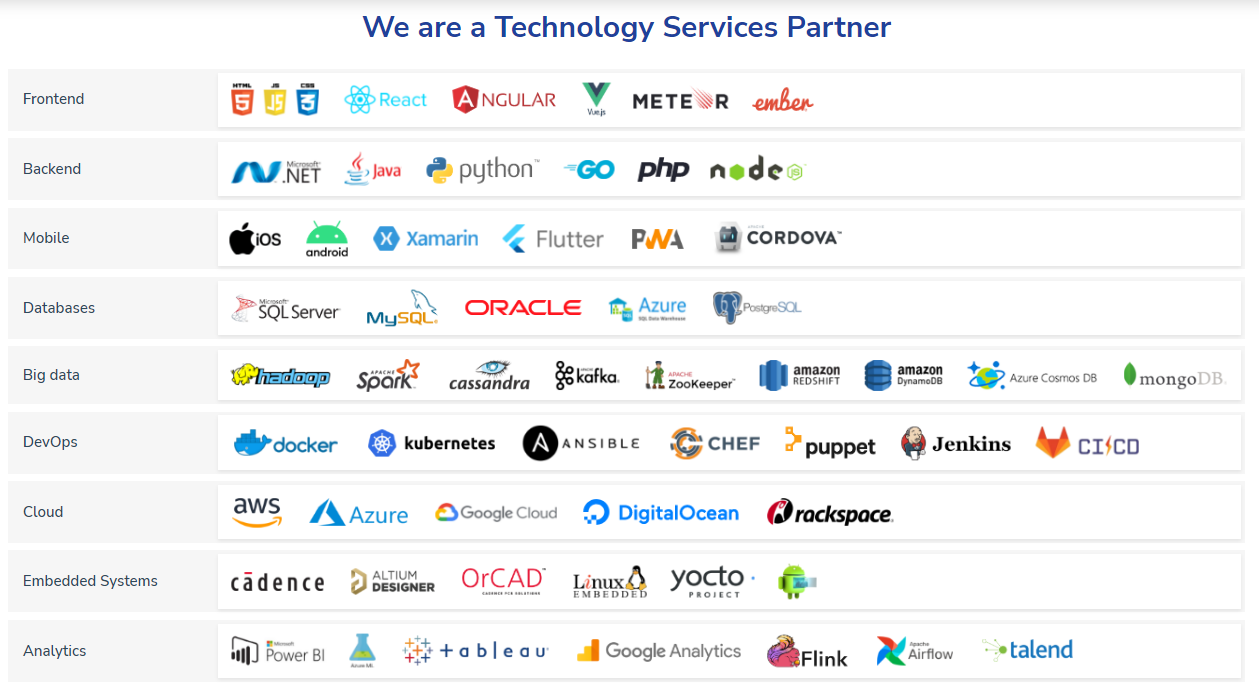 We are a Technology Services Partner
Frontend
HTML 5 JS CSS 3 React ANGULAR Vue.js METEOR ember
Backend
Microsoft .NET Java python™ GO php node JS
Mobile
iOS android Xamarin Flutter PWA CORDOVA™
Databases
Microsoft SQL Server MySQL ORACLE Azure SQL Data Warehouse PostgreSQL
Big data
hadoop APACHE Spark cassandra kafka APACHE ZooKeeper™ amazon REDSHIFT amazon DynamoDB Azure Cosmos DB mongoDB
DevOps
docker kubernetes A ANSIBLE CHEF puppet Jenkins CI/CD
Cloud
aws Azure Google Cloud DigitalOcean rackspace
Embedded Systems
cādence ALTIUM DESIGNER OrCAD CADENCE PCB SOLUTIONS Linux EMBEDDED yocto PROJECT
Analytics
Microsoft Power BI Azure ML +ableau Google Analytics Flink Apache Airflow talend